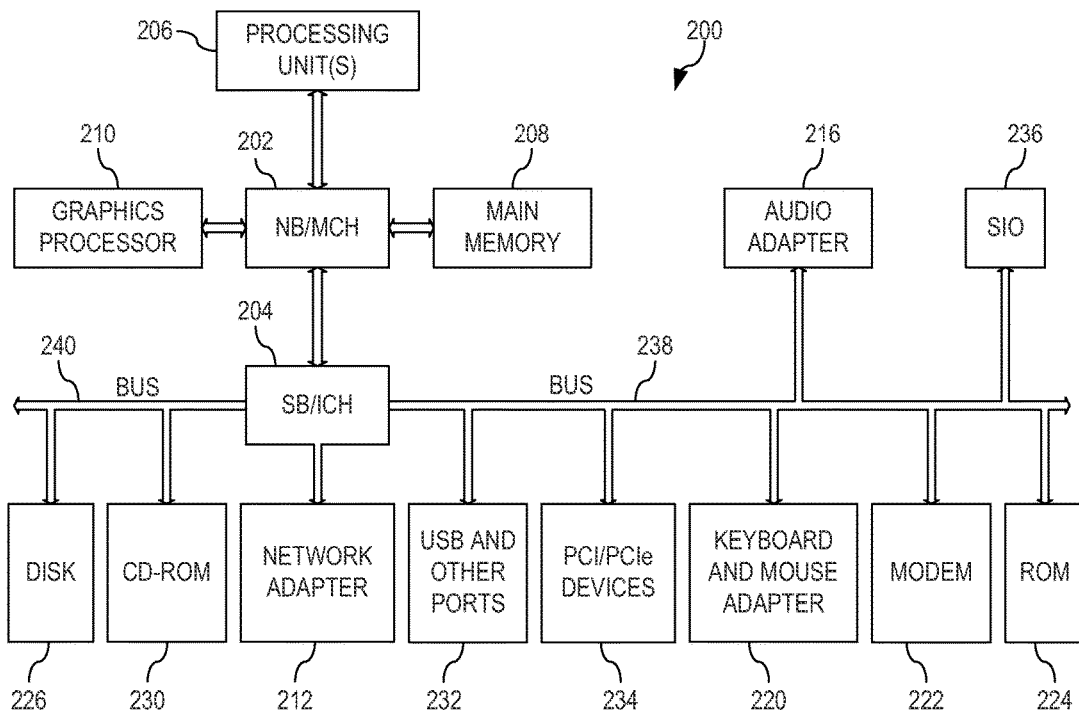 206
PROCESSING
UNIT(S)
200
210
202
208
216
236
GRAPHICS
PROCESSOR
NB/MCH
MAIN
MEMORY
AUDIO
ADAPTER
SIO
204
240
BUS
SB/ICH
BUS
238
DISK
CD-ROM
NETWORK
ADAPTER
USB AND
OTHER
PORTS
PCI/PCIe
DEVICES
KEYBOARD
AND MOUSE
ADAPTER
MODEM
ROM
226
230
212
232
234
220
222
224